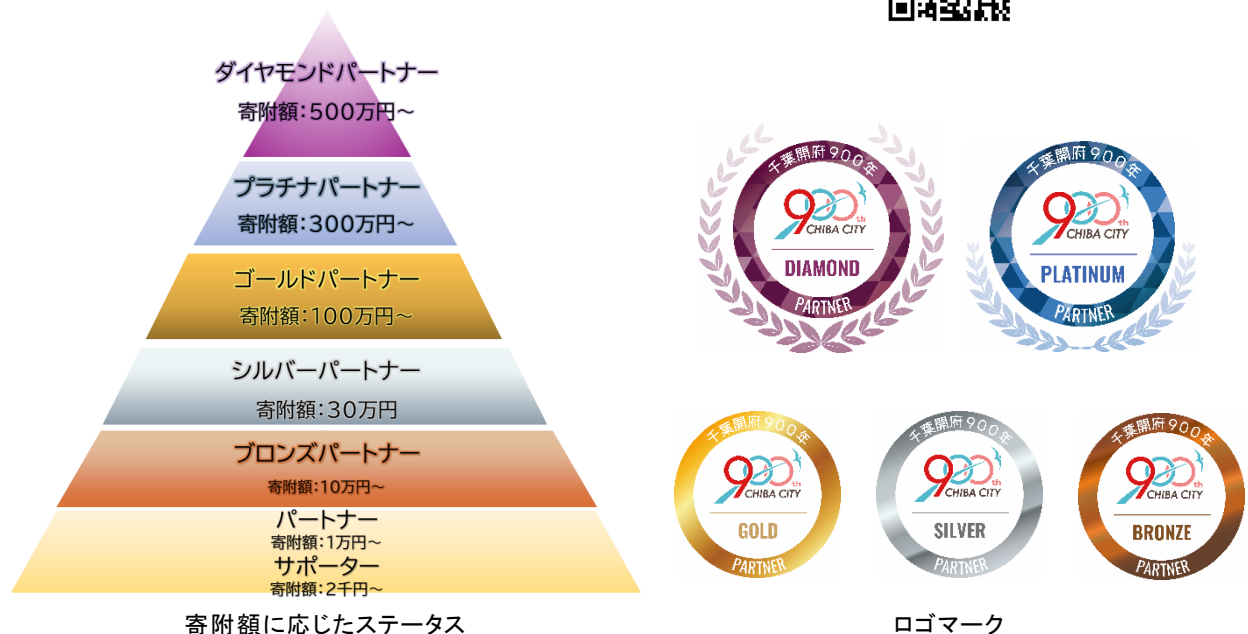 ダイヤモンドパートナー
寄附額:500万円～
プラチナパートナー
寄附額:300万円～
ゴールドパートナー
寄附額:100万円～
シルバーパートナー
寄附額:30万円
ブロンズパートナー
寄附額:10万円～
パートナー
寄附額:1万円～
サポーター
寄附額:2千円～
寄附額に応じたステータス
千葉開府900年
900th
CHIBA CITY
DIAMOND
PARTNER
千葉開府900年
900th
CHIBA CITY
PLATINUM
PARTNER
千葉開府900年
900th
CHIBA CITY
GOLD
PARTNER
千葉開府900年
900th
CHIBA CITY
SILVER
PARTNER
千葉開府900年
900th
CHIBA CITY
BRONZE
PARTNER
ロゴマーク